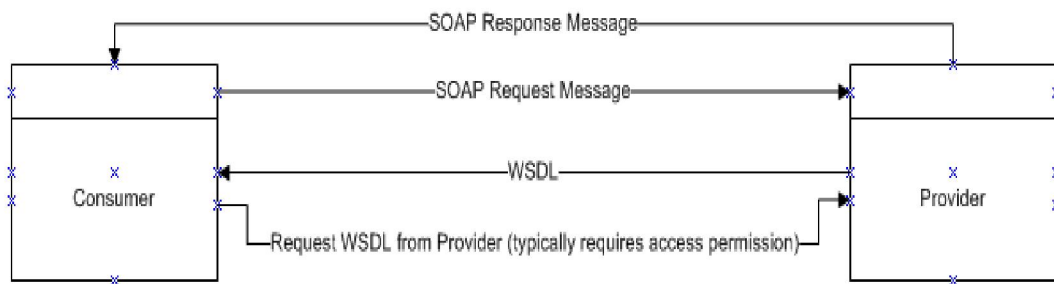 SOAP Response Message
SOAP Request Message
WSDL
Consumer
Provider
Request WSDL from Provider (typically requires access permission)